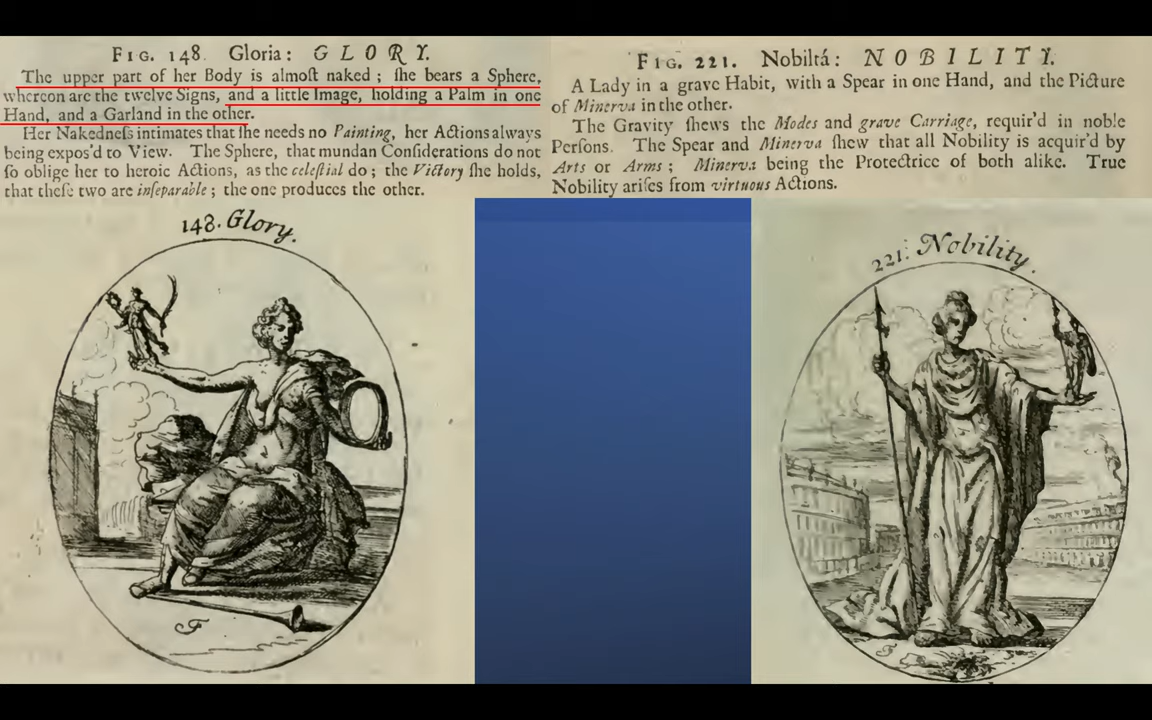 FIG. 148. Gloria: GLORY.
The upper part of her Body is almoſt naked; ſhe bears a Sphere,
whereon are the twelve Signs, and a little Image, holding a Palm in one
Hand, and a Garland in the other.
Her Nakedneſs intimates that ſhe needs no Painting, her Actions always
being expos'd to View. The Sphere, that mundan Conſiderations do not
ſo oblige her to heroic Actions, as the celeſtial do; the Victory ſhe holds,
that theſe two are inſeparable; the one produces the other.
148. Glory.
F
FIG. 221. Nobiltá: NOBILITY.
A Lady in a grave Habit, with a Spear in one Hand, and the Picture
of Minerva in the other.
The Gravity ſhews the Modes and grave Carriage, requir'd in noble
Perſons. The Spear and Minerva ſhew that all Nobility is acquir'd by
Arts or Arms; Minerva being the Protectrice of both alike. True
Nobility ariſes from virtuous Actions.
221: Nobility.